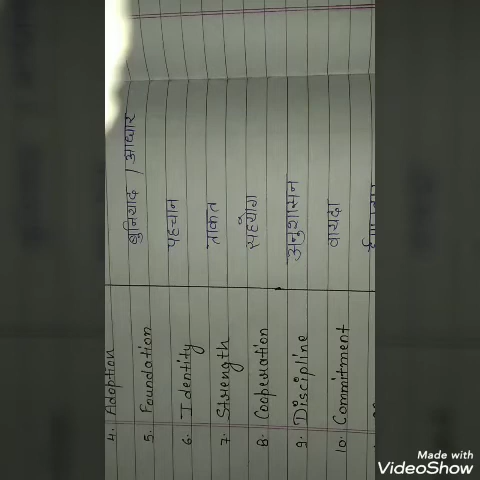 4. Adoption
5. Foundation बुनियाद / आधार
6. Identity पहचान
7. Strength ताकत
8. Cooperation सहयोग
9. Discipline अनुशासन
10. Commitment वायदा
Made with
VideoShow